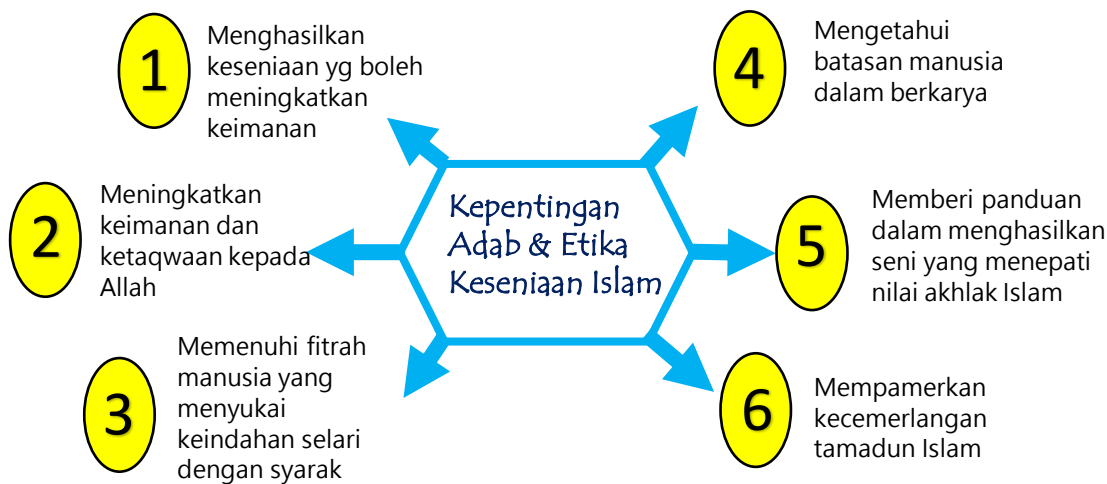 1
Menghasilkan
keseniaan yg boleh
meningkatkan
keimanan
2
Meningkatkan
keimanan dan
ketaqwaan kepada
Allah
3
Memenuhi fitrah
manusia yang
menyukai
keindahan selari
dengan syarak
Kepentingan
Adab & Etika
Keseniaan Islam
4
Mengetahui
batasan manusia
dalam berkarya
5
Memberi panduan
dalam menghasilkan
seni yang menepati
nilai akhlak Islam
6
Mempamerkan
kecemerlangan
tamadun Islam